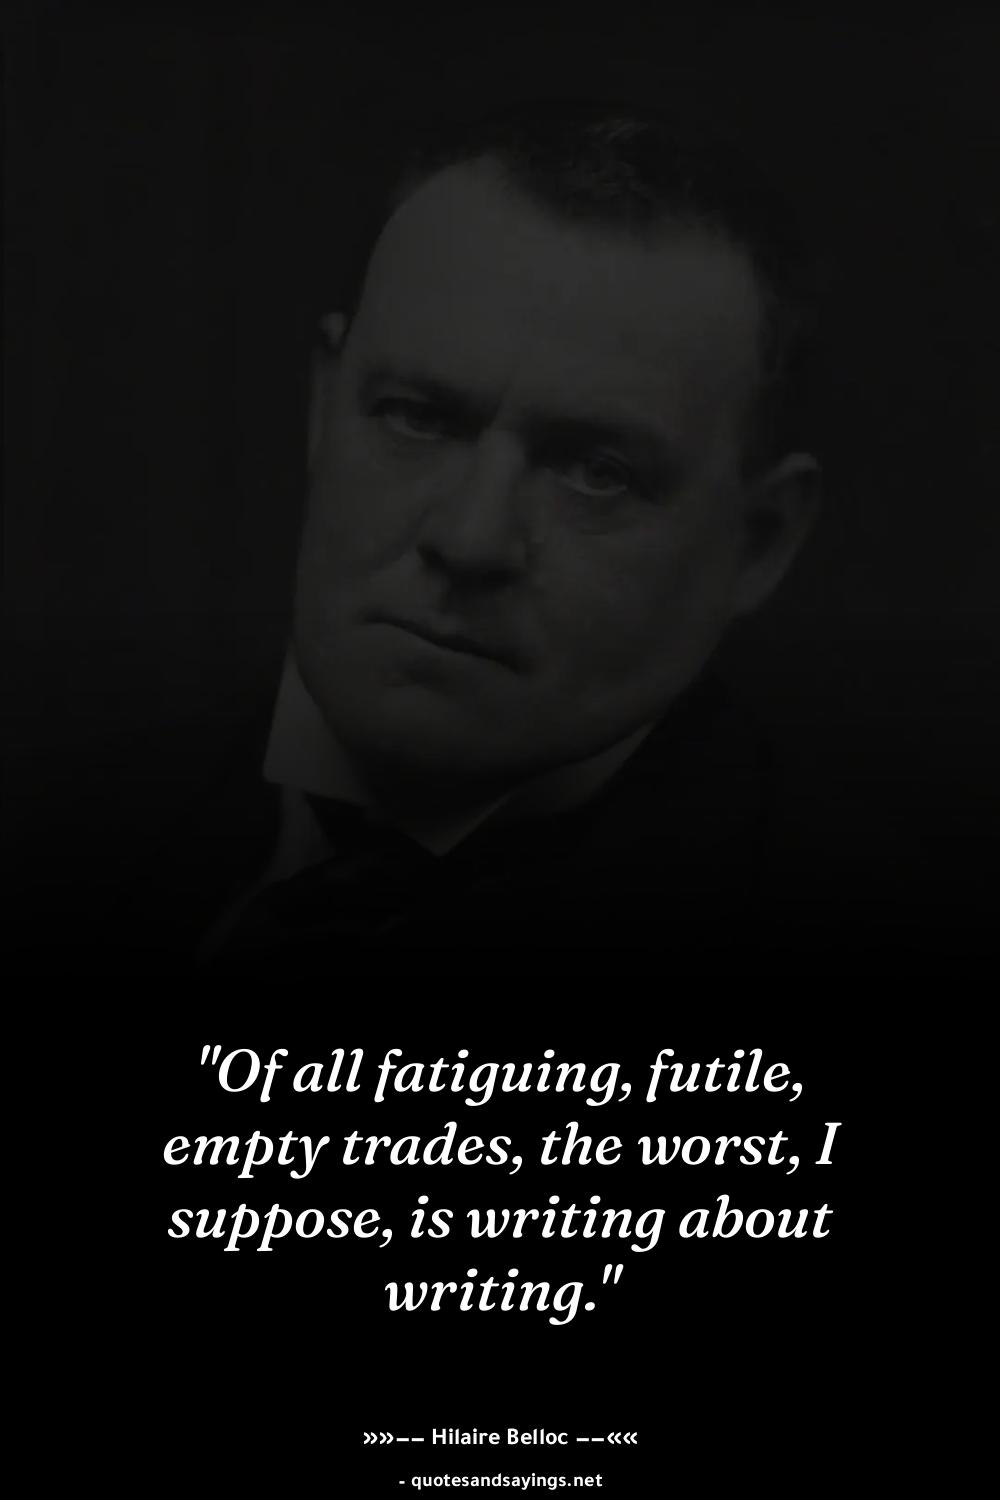 "Of all fatiguing, futile,
empty trades, the worst, I
suppose, is writing about
writing."
»»−− Hilaire Belloc −−««
- quotesandsayings.net